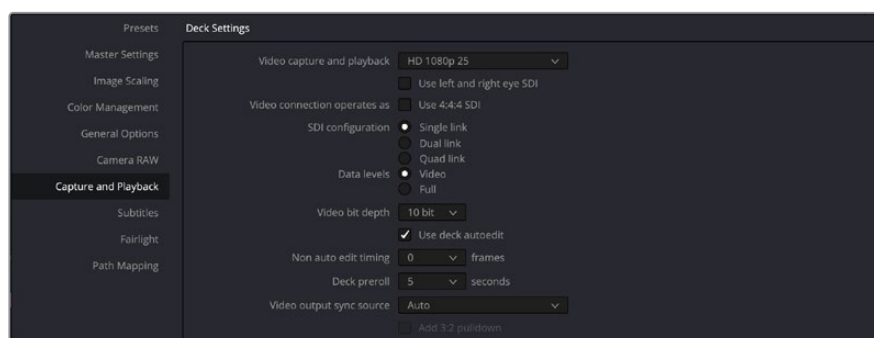 Presets
Master Settings
Image Scaling
Color Management
General Options
Camera RAW
Capture and Playback
Subtitles
Fairlight
Path Mapping
Deck Settings
Video capture and playback HD 1080p 25
Use left and right eye SDI
Video connection operates as Use 4:4:4 SDI
SDI configuration Single link
Dual link
Quad link
Data levels Video
Full
Video bit depth 10 bit
Use deck autoedit
Non auto edit timing 0 frames
Deck preroll 5 seconds
Video output sync source Auto
Add 3:2 pulldown